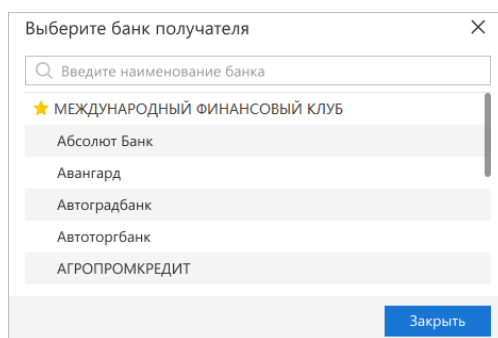 Выберите банк получателя
Введите наименование банка
МЕЖДУНАРОДНЫЙ ФИНАНСОВЫЙ КЛУБ
Абсолют Банк
Авангард
Автоградбанк
Автоторгбанк
АГРОПРОМКРЕДИТ
Закрыть